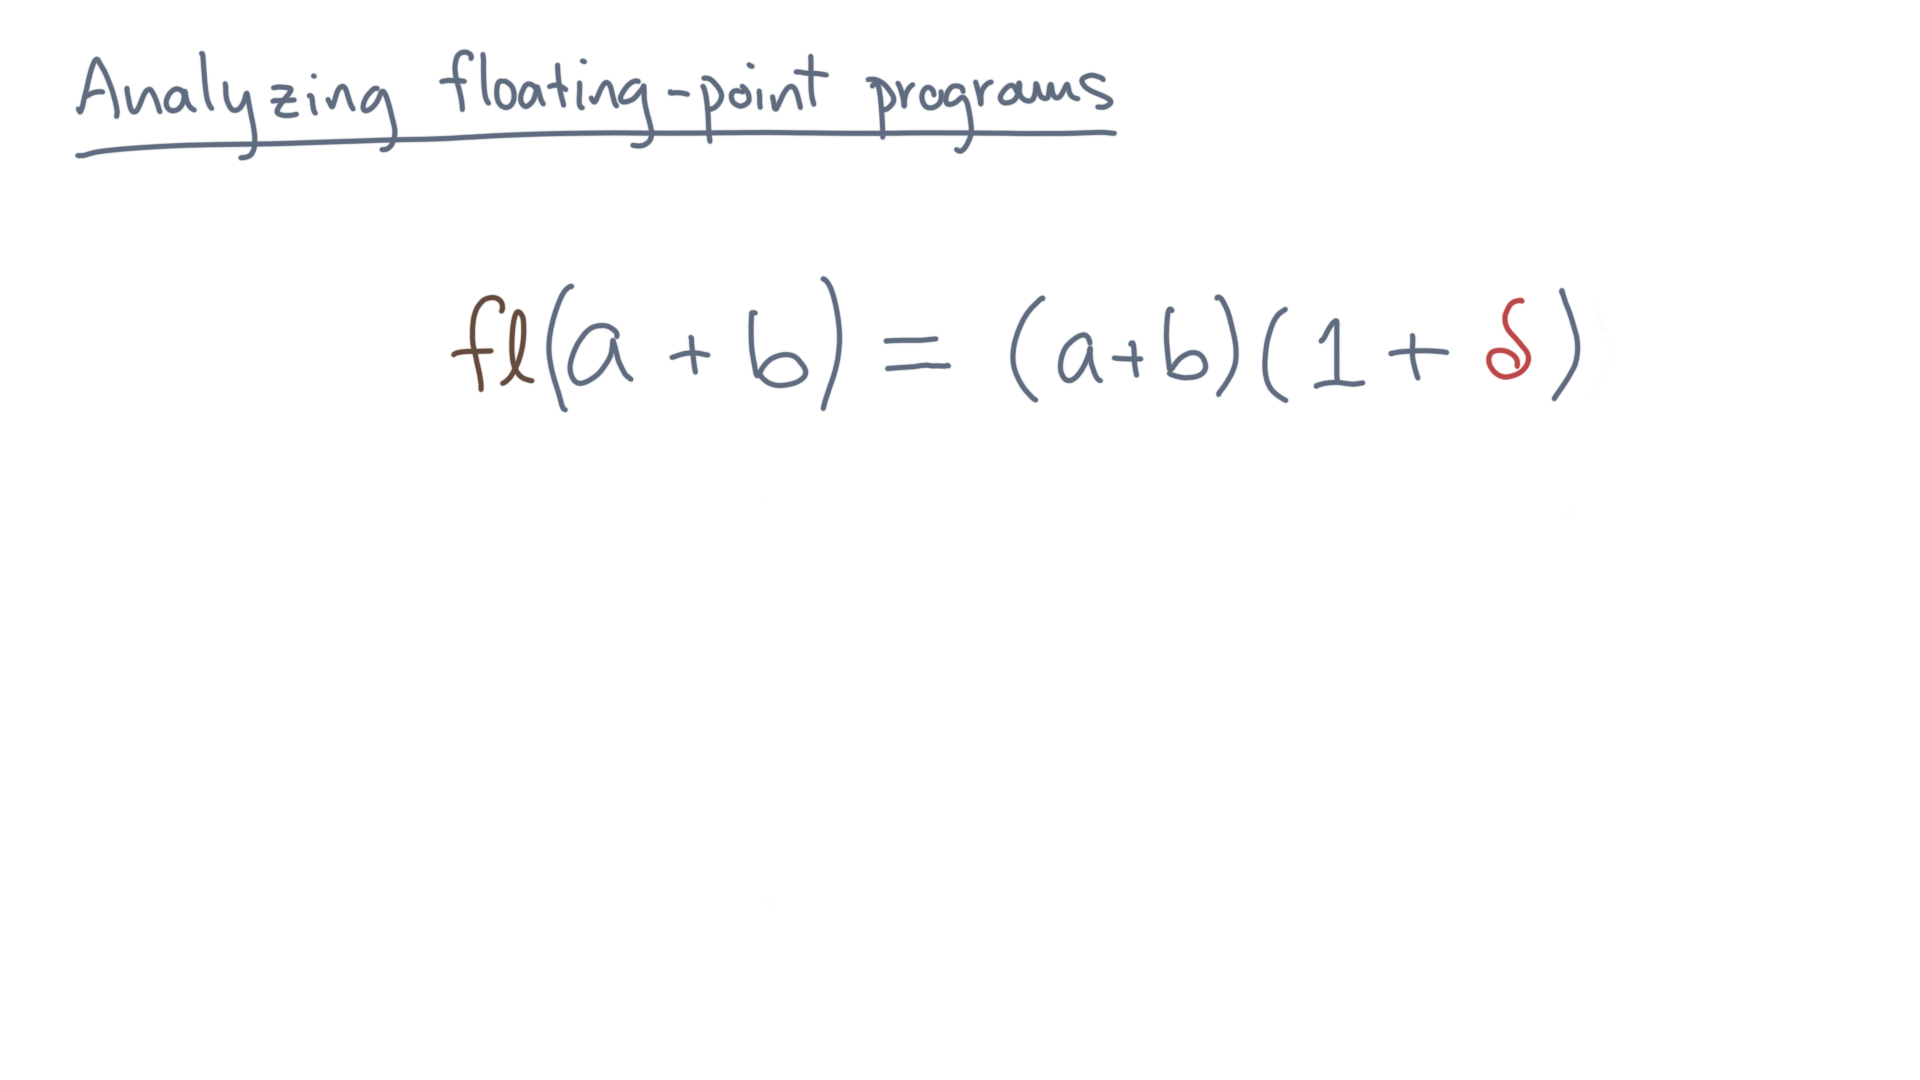 Analyzing floating-point programs
fl(a + b) = (a+b)(1 + δ)